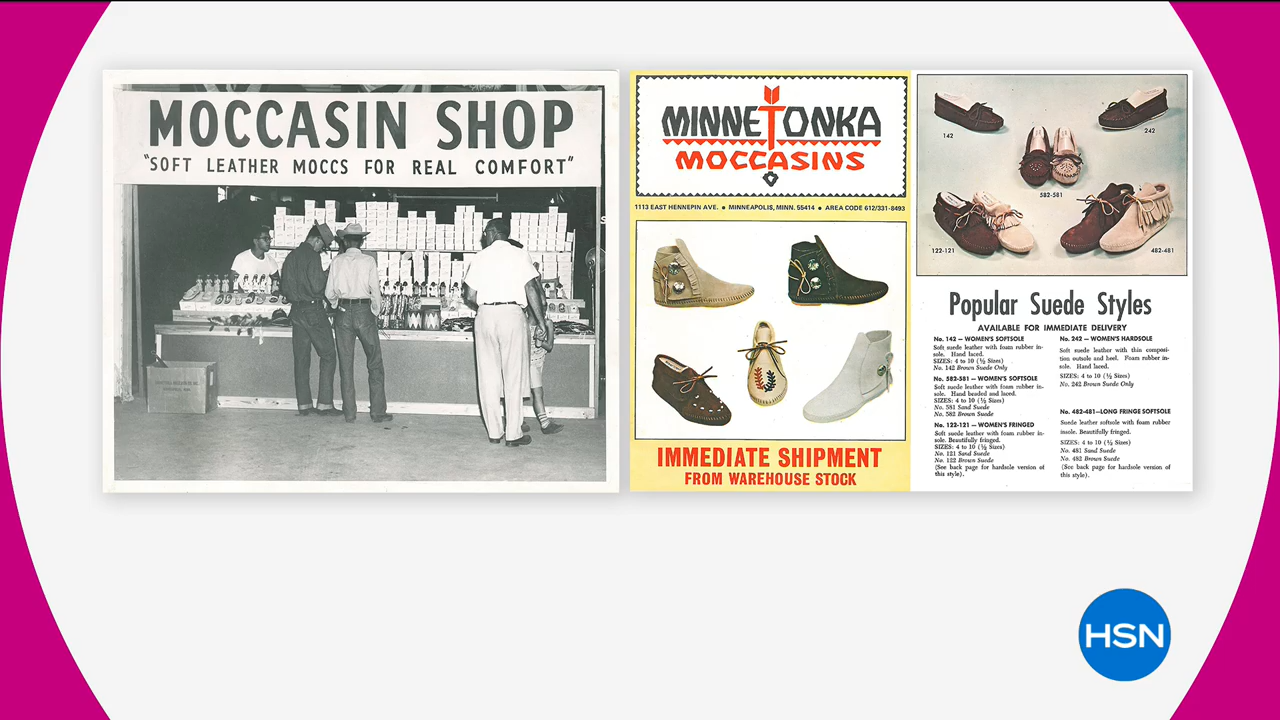 MOCCASIN SHOP
"SOFT LEATHER MOCCS FOR REAL COMFORT"
MINNETONKA
MOCCASINS
1113 EAST HENNEPIN AVE. • MINNEAPOLIS, MINN. 55414 • AREA CODE 612/331-8493
IMMEDIATE SHIPMENT
FROM WAREHOUSE STOCK
142
242
582-581
122-121
482-481
Popular Suede Styles
AVAILABLE FOR IMMEDIATE DELIVERY
No. 142 — WOMEN'S SOFTSOLE
Soft suede leather with foam rubber in-
sole. Hand laced.
SIZES: 4 to 10 (½ Sizes)
No. 142 Brown Suede Only
No. 582-581 — WOMEN'S SOFTSOLE
Soft suede leather with foam rubber in-
sole. Hand beaded and laced.
SIZES: 4 to 10 (½ Sizes)
No. 581 Sand Suede
No. 582 Brown Suede
No. 122-121 — WOMEN'S FRINGED
Soft suede leather with foam rubber in-
sole. Beautifully fringed.
SIZES: 4 to 10 (½ Sizes)
No. 121 Sand Suede
No. 122 Brown Suede
(See back page for hardsole version of
this style).
No. 242 — WOMEN'S HARDSOLE
Soft suede leather with thin composi-
tion outsole and heel. Foam rubber in-
sole.
SIZES: 4 to 10 (½ Sizes)
No. 242 Brown Suede Only
No. 482-481—LONG FRINGE SOFTSOLE
Suede leather softsole with foam rubber
insole. Beautifully fringed.
SIZES: 4 to 10 (½ Sizes)
No. 481 Sand Suede
No. 482 Brown Suede
(See back page for hardsole version of
this style).
HSN